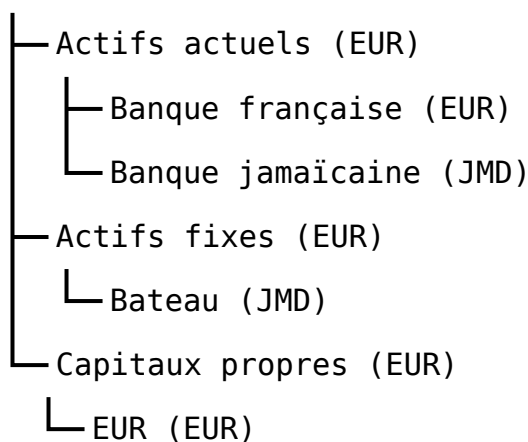 Actifs actuels (EUR)
Banque française (EUR)
Banque jamaïcaine (JMD)
Actifs fixes (EUR)
Bateau (JMD)
Capitaux propres (EUR)
EUR (EUR)